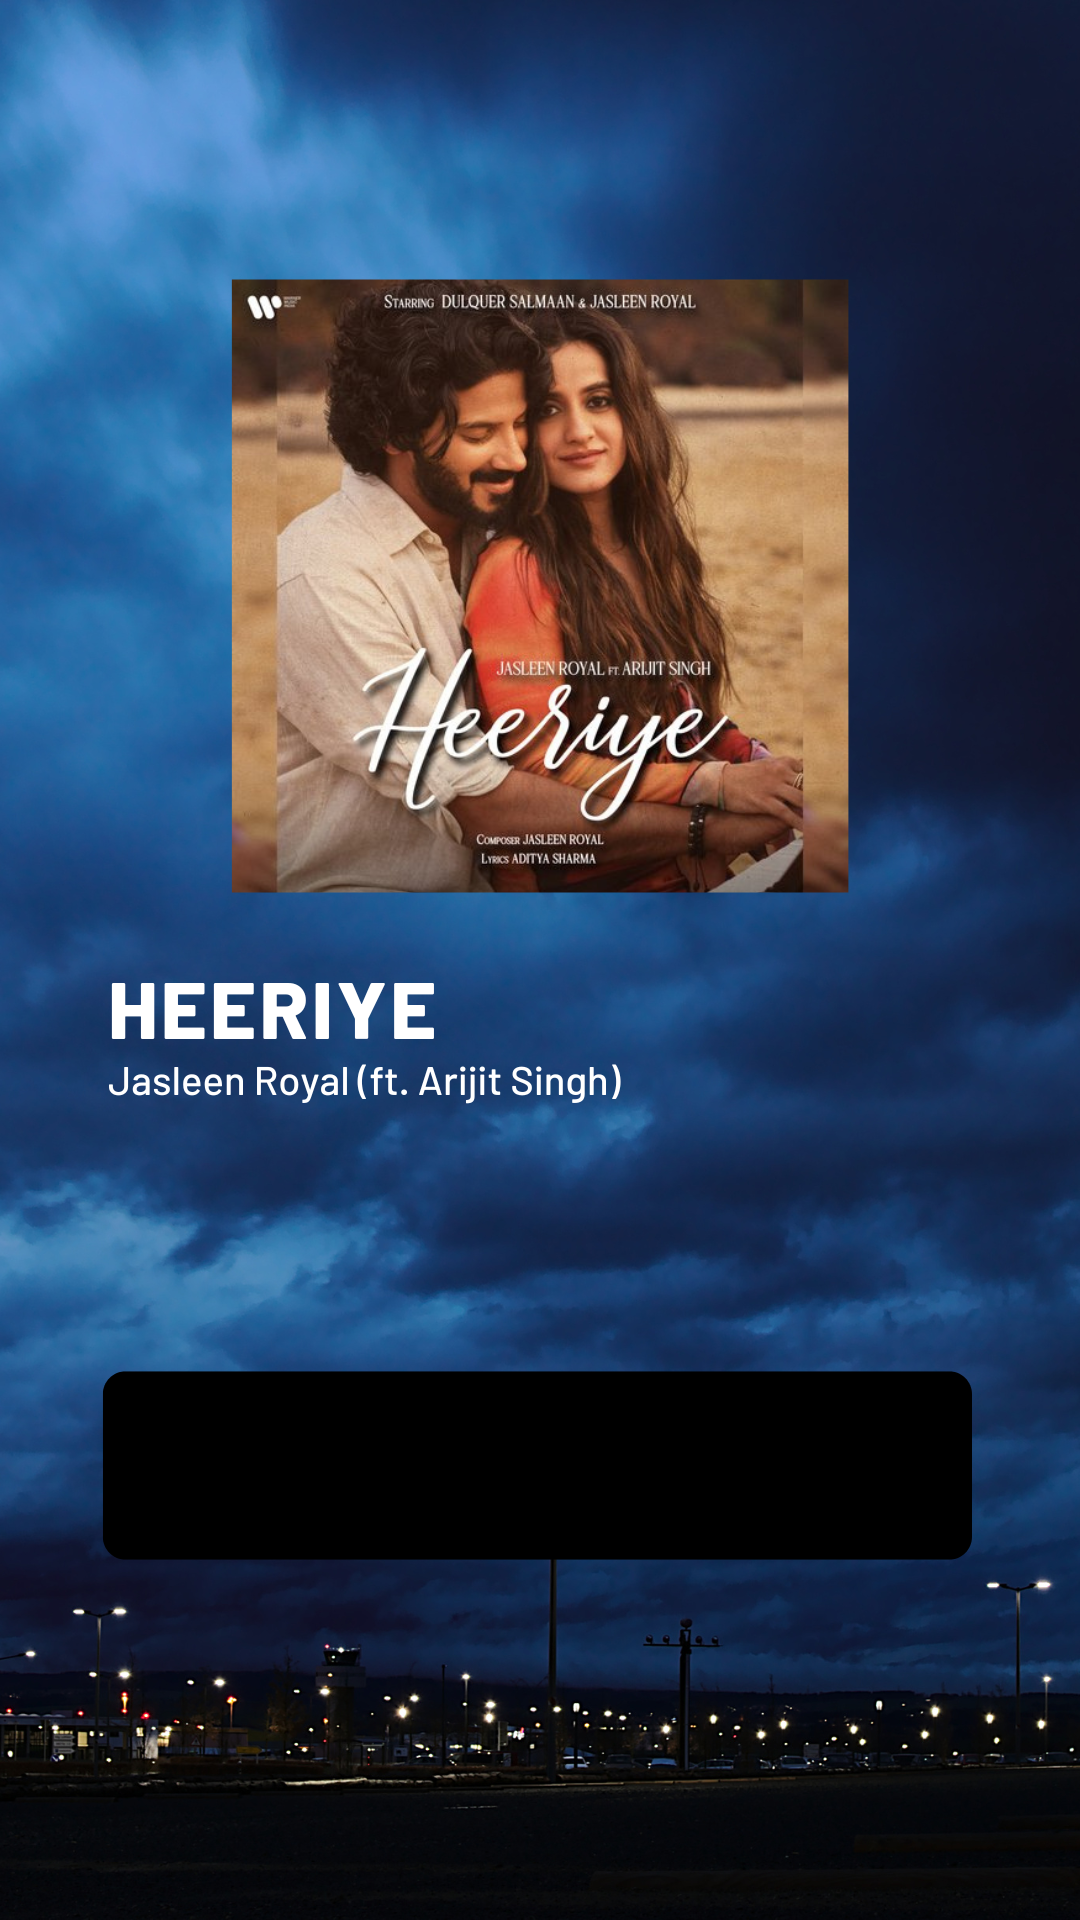 STARRING DULQUER SALMAAN & JASLEEN ROYAL
JASLEEN ROYAL FT. ARIJIT SINGH
Heeriye
COMPOSER JASLEEN ROYAL
LYRICS ADITYA SHARMA
HEERIYE
Jasleen Royal (ft. Arijit Singh)